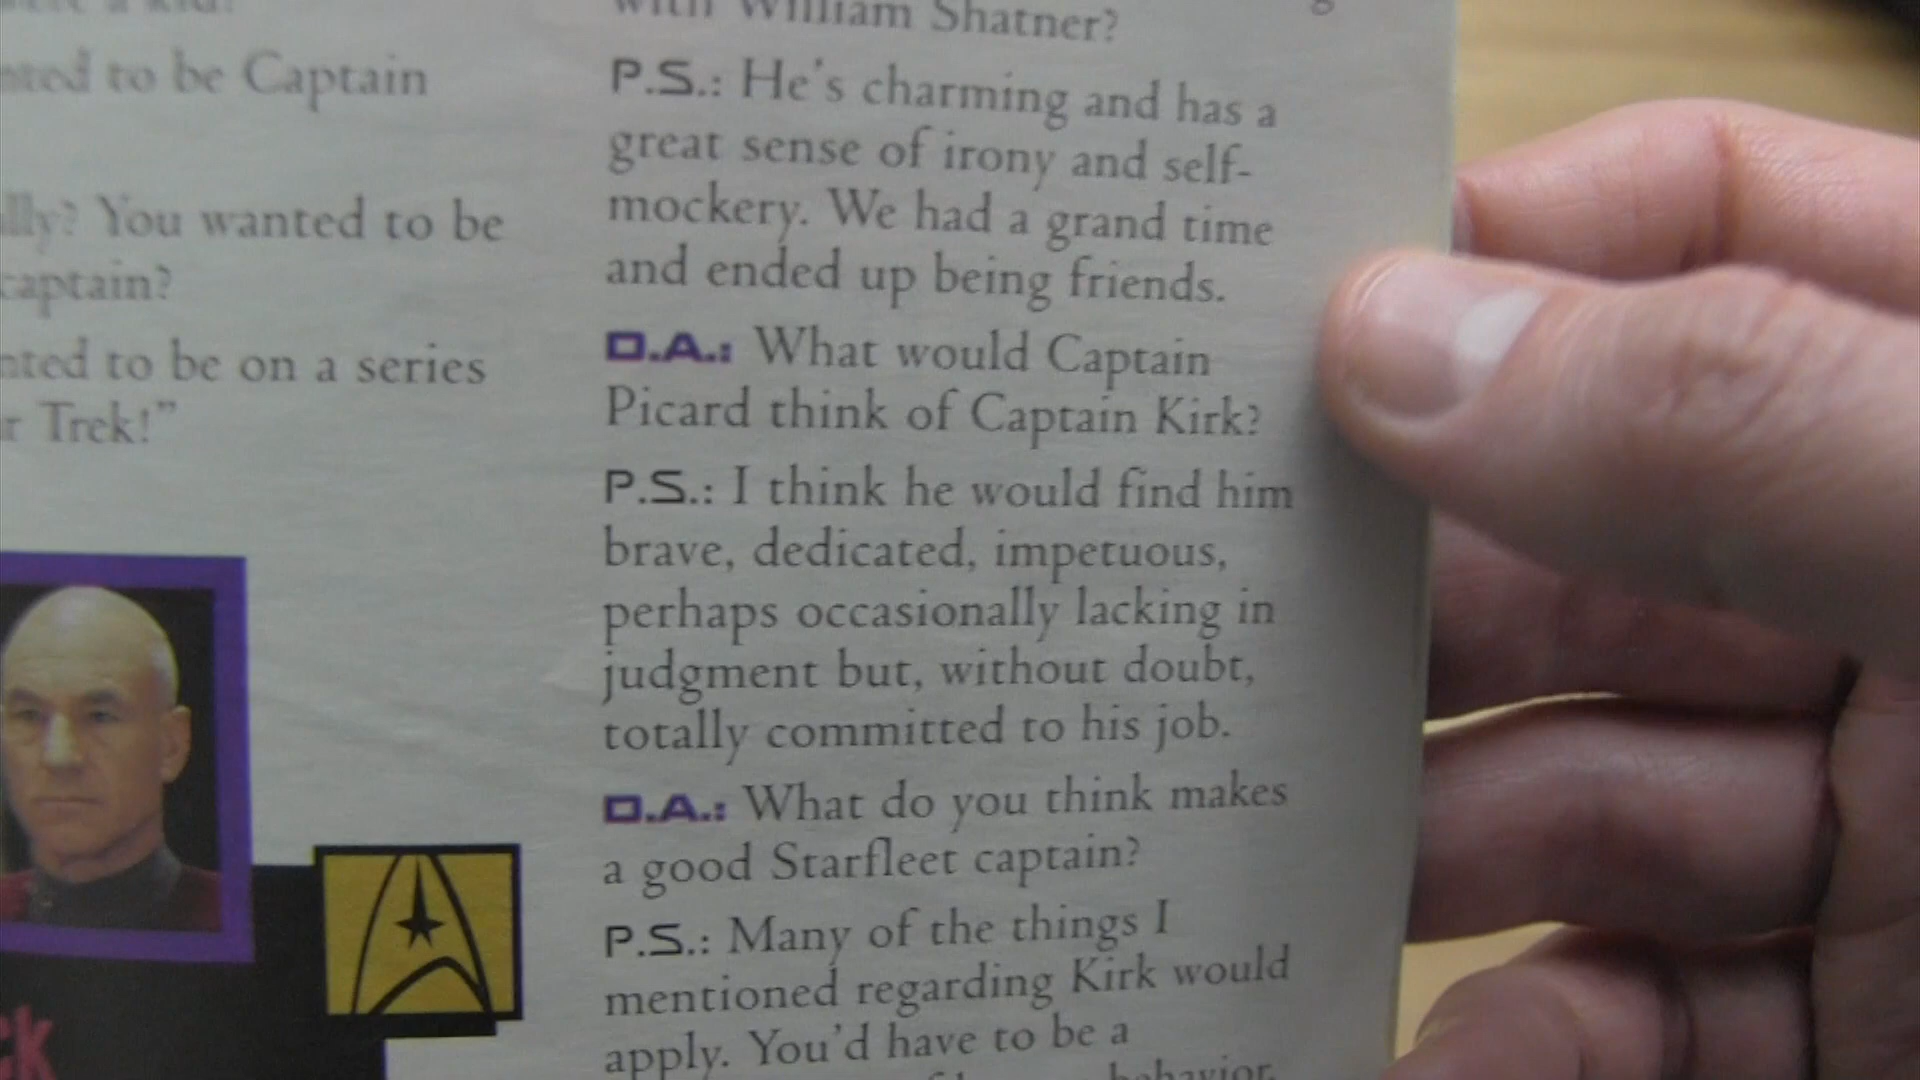 to be Captain
You wanted to be
captain?
to be on a series
Trek!”
with William Shatner?
P.S.: He's charming and has a
great sense of irony and self-
mockery. We had a grand time
and ended up being friends.
D.A.: What would Captain
Picard think of Captain Kirk?
P.S.: I think he would find him
brave, dedicated, impetuous,
perhaps occasionally lacking in
judgment but, without doubt,
totally committed to his job.
D.A.: What do you think makes
a good Starfleet captain?
P.S.: Many of the things I
mentioned regarding Kirk would
apply. You'd have to be a
behavior.